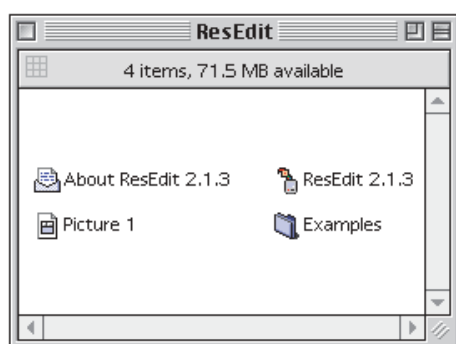 ResEdit
4 items, 71.5 MB available
About ResEdit 2.1.3
ResEdit 2.1.3
Picture 1
Examples